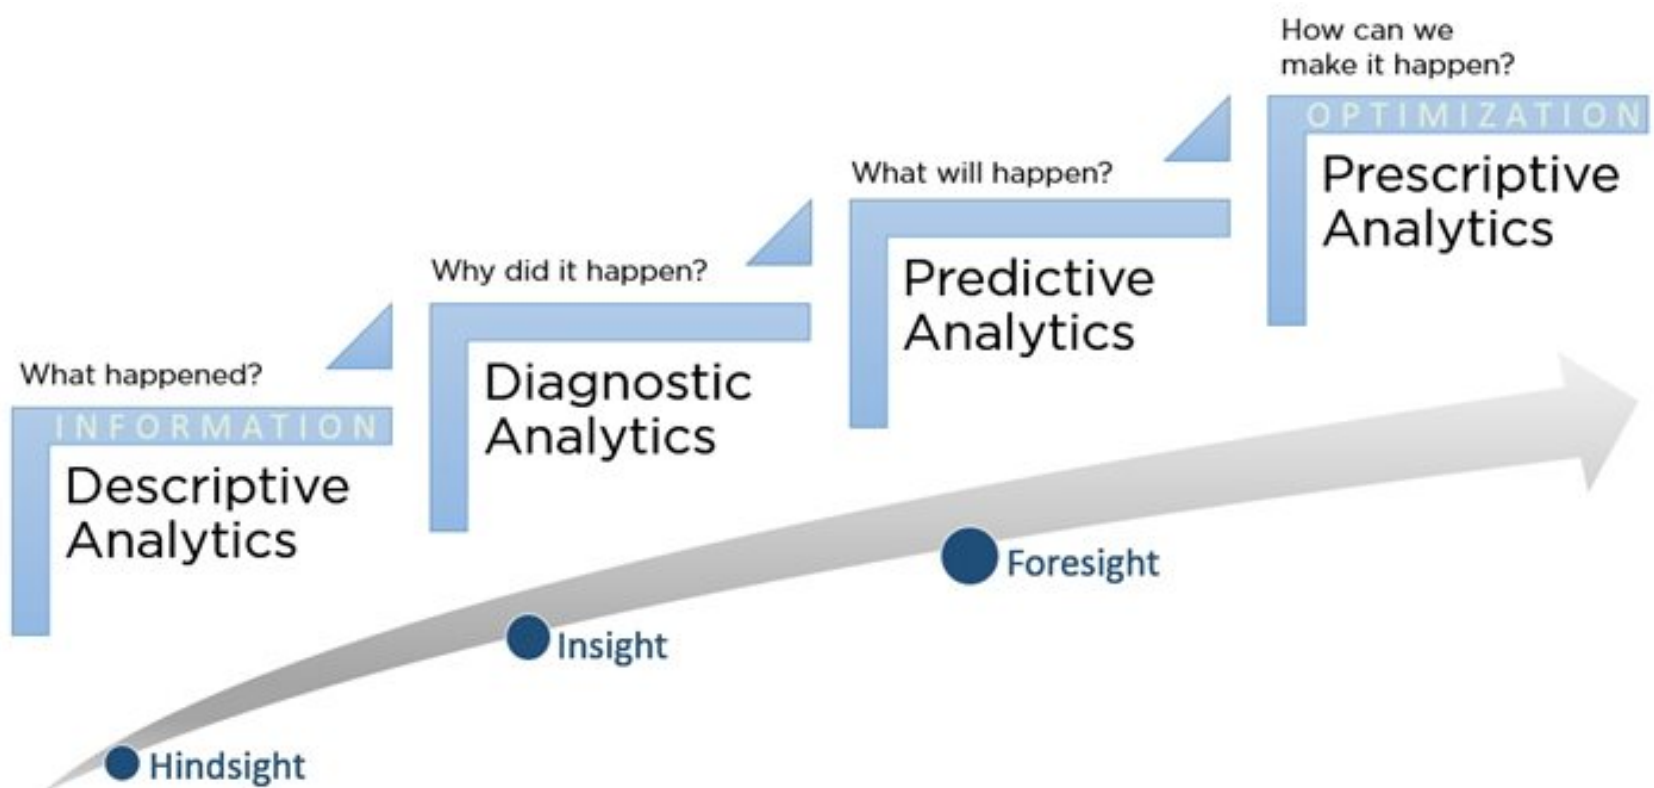 What happened?
INFORMATION
Descriptive
Analytics
Why did it happen?
Diagnostic
Analytics
What will happen?
Predictive
Analytics
How can we
make it happen?
OPTIMIZATION
Prescriptive
Analytics
Hindsight
Insight
Foresight